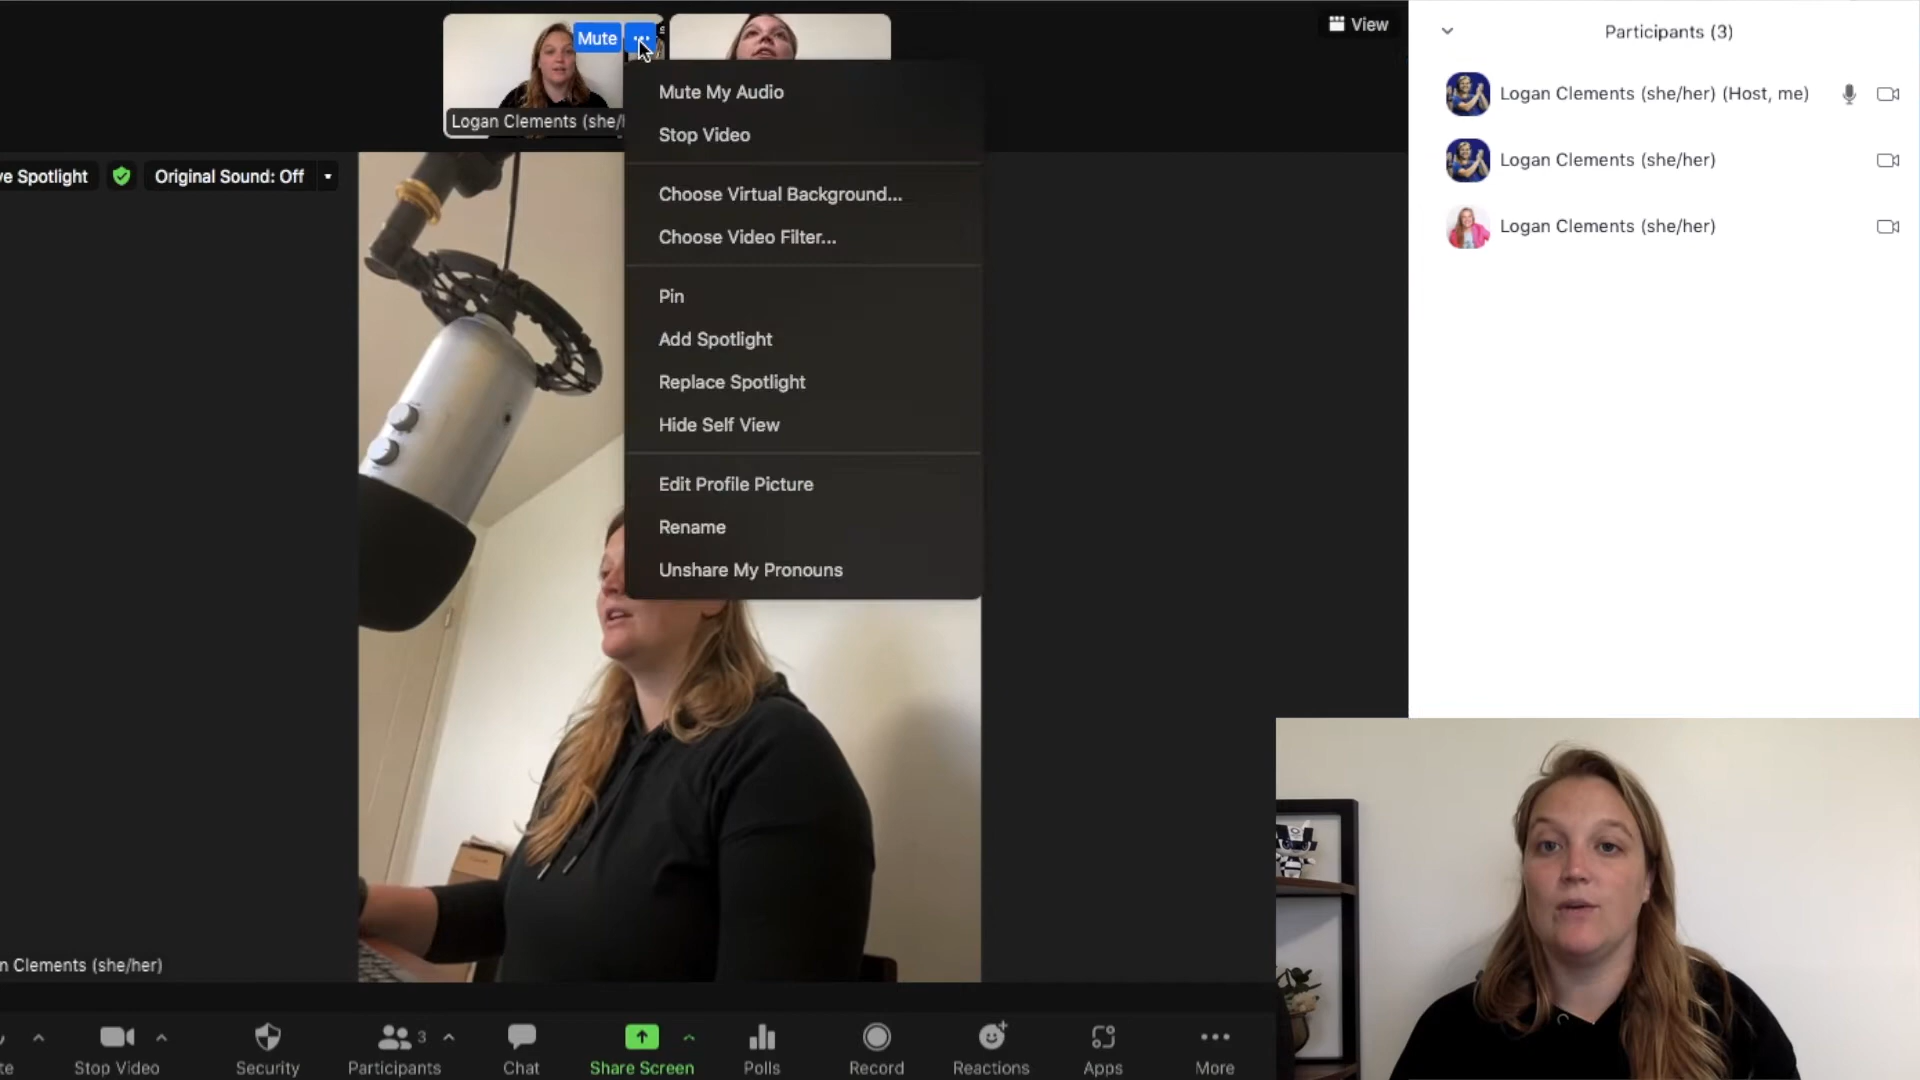 Mute
View
Logan Clements (she/
Mute My Audio
Stop Video
Choose Virtual Background...
Choose Video Filter...
Pin
Add Spotlight
Replace Spotlight
Hide Self View
Edit Profile Picture
Rename
Unshare My Pronouns
Spotlight
Original Sound: Off
Participants (3)
Logan Clements (she/her) (Host, me)
Logan Clements (she/her)
Logan Clements (she/her)
n Clements (she/her)
Stop Video
Security
3
Participants
Chat
Share Screen
Polls
Record
Reactions
Apps
More